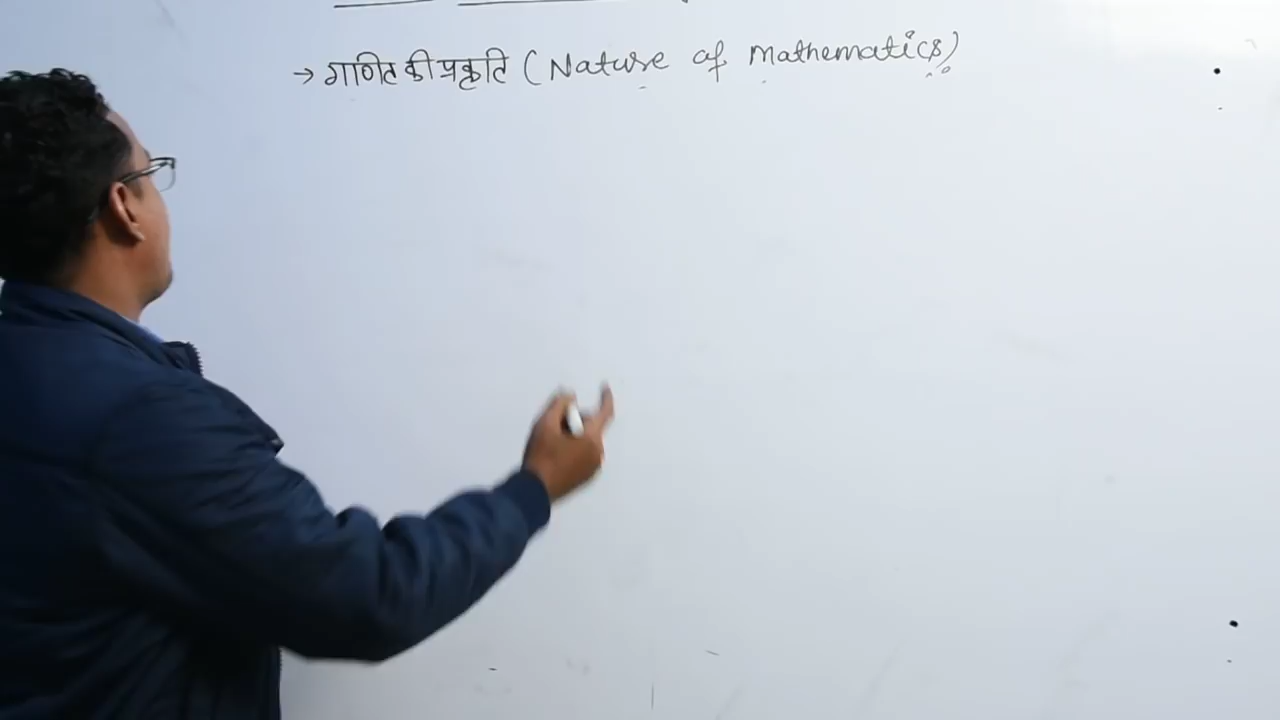 → गणित की प्रकृति (Nature of Mathematics)